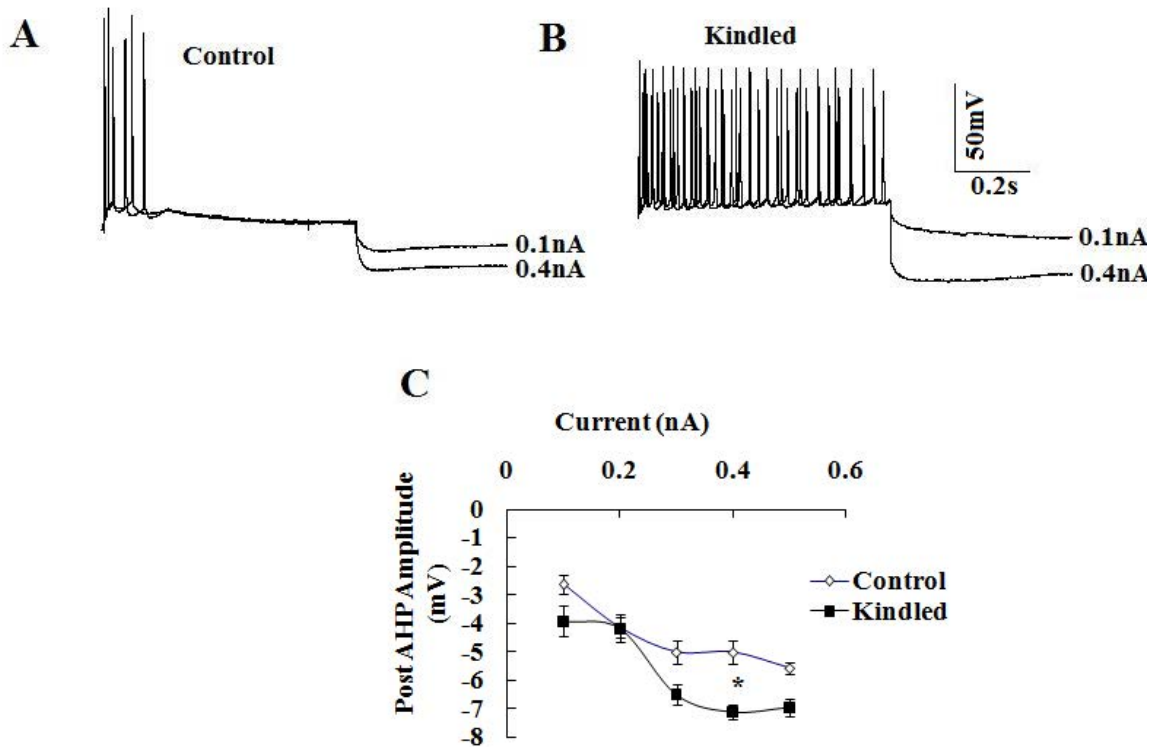 A
Control
0.1nA
0.4nA
B
Kindled
50mV
0.2s
0.1nA
0.4nA
C
Current (nA)
0 0.2 0.4 0.6
Post AHP Amplitude
(mV)
0
-1
-2
-3
-4
-5
-6
-7
-8
*
Control
Kindled